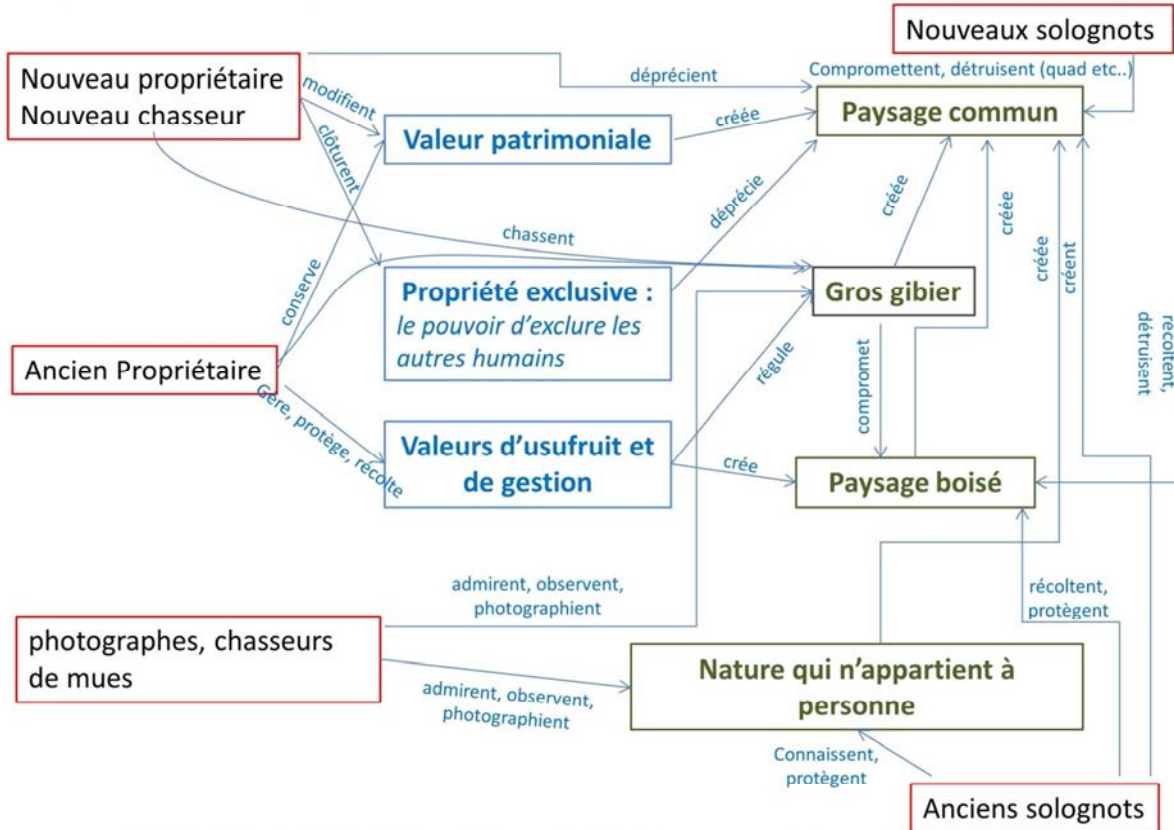 Nouveaux solognots
Nouveau propriétaire
Nouveau chasseur
déprécient
Compromettent, détruisent (quad etc..)
modifient
Paysage commun
clôturent
Valeur patrimoniale
créée
déprécie
créée
créée
créée
créent
chassent
conserve
Propriété exclusive :
le pouvoir d'exclure les
autres humains
Gros gibier
récoltent,
détruisent
Ancien Propriétaire
régule
compromet
Gère, protège, récolte
Valeurs d'usufruit et
de gestion
crée
Paysage boisé
admirent, observent,
photographient
récoltent,
protègent
photographes, chasseurs
de mues
Nature qui n'appartient à
personne
admirent, observent,
photographient
Connaissent,
protègent
Anciens solognots